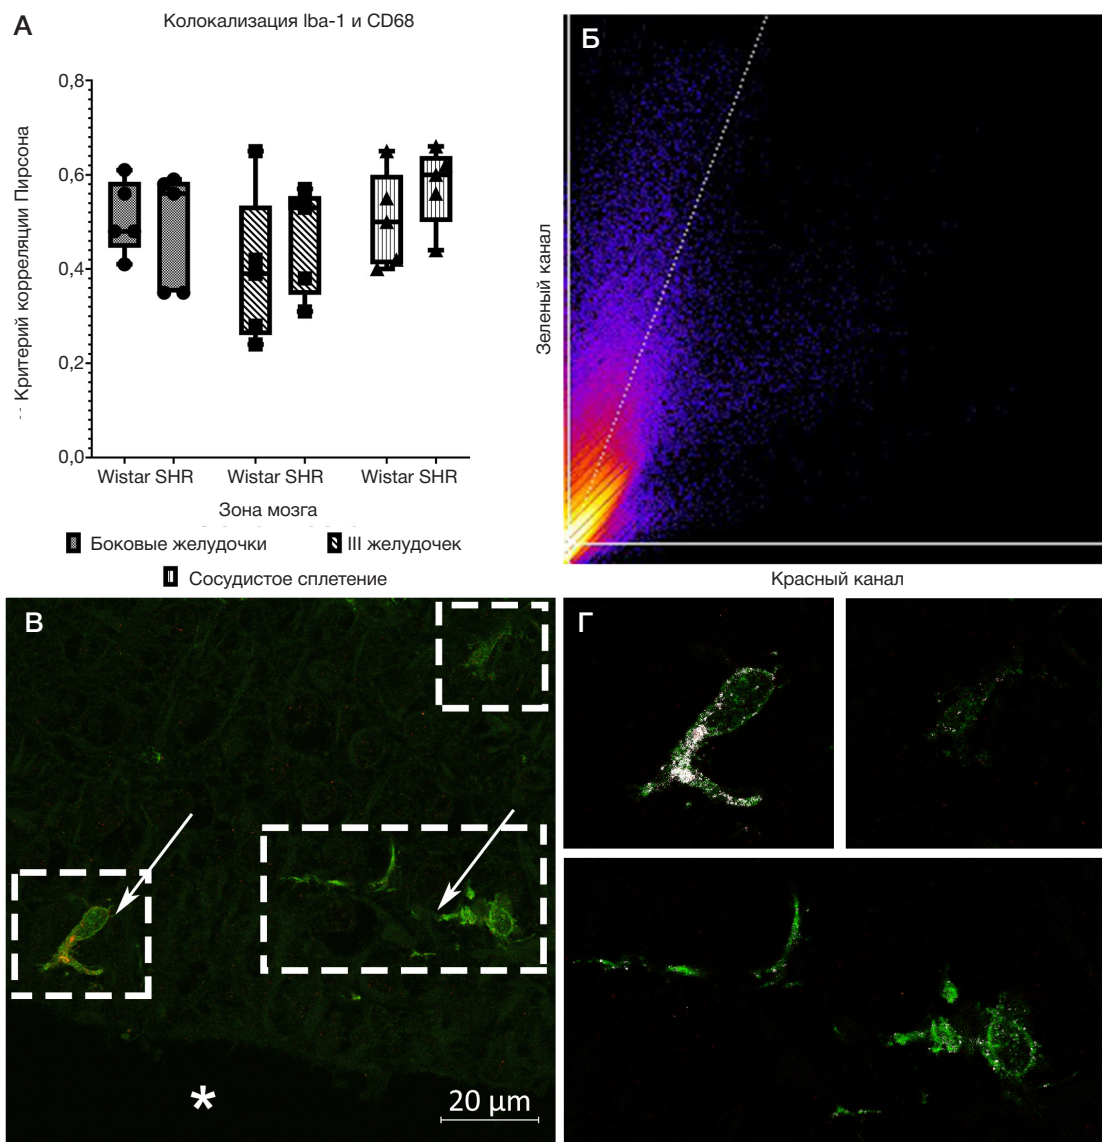 А
Колокализация Iba-1 и CD68
Критерий корреляции Пирсона
0,8
0,6
0,4
0,2
0,0
Wistar SHR Wistar SHR Wistar SHR
Зона мозга
Боковые желудочки III желудочек
Сосудистое сплетение
Б
Зеленый канал
Красный канал
В
*
20 µm
Г